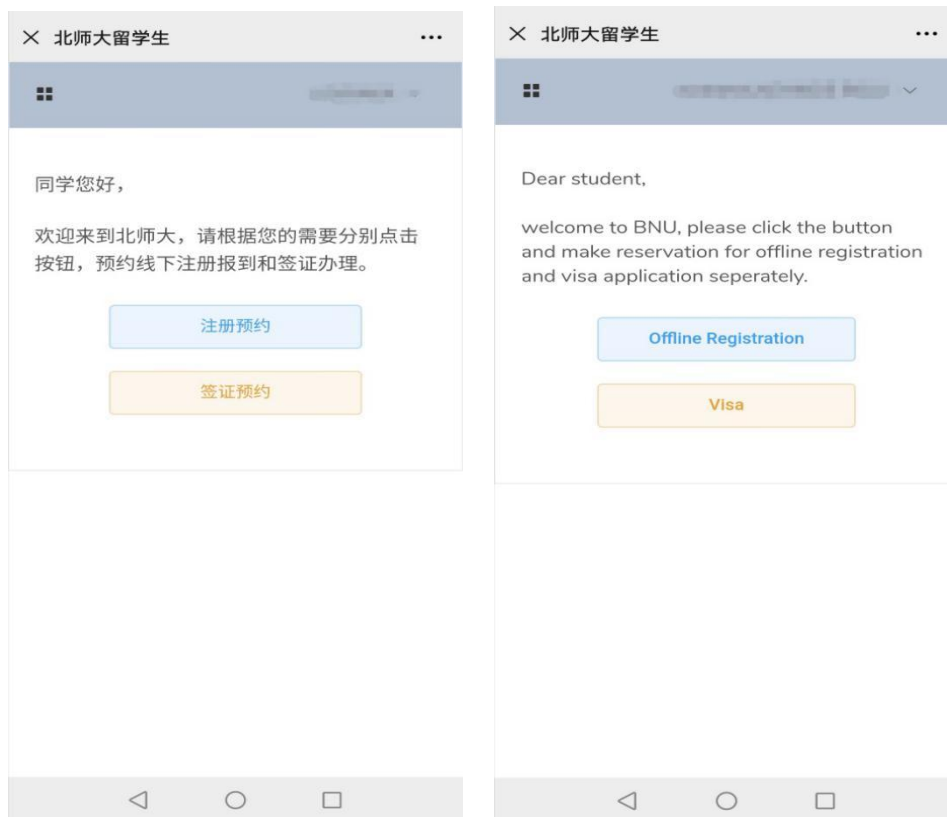 北师大留学生
同学您好，
欢迎来到北师大，请根据您的需要分别点击
按钮，预约线下注册报到和签证办理。
注册预约
签证预约
北师大留学生
Dear student,
welcome to BNU, please click the button
and make reservation for offline registration
and visa application seperately.
Offline Registration
Visa